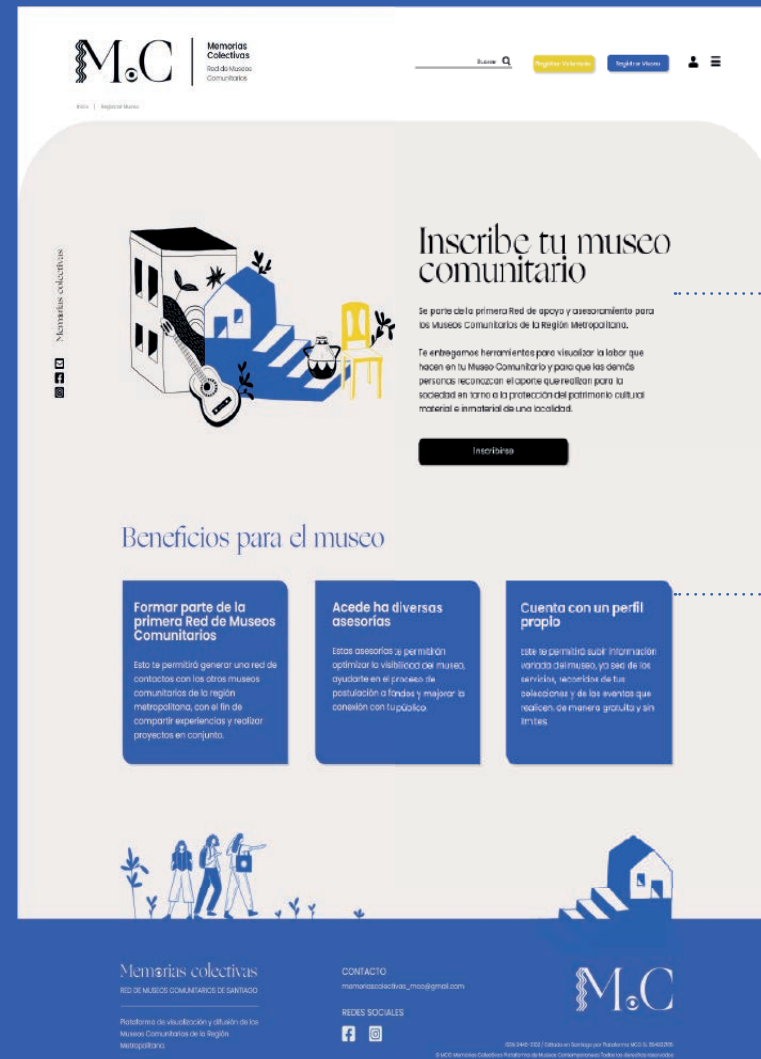 M.C
Memorias
Colectivas
Red de Museos
Comunitarios
Buscar
Registrar Voluntario
Registrar Museo
Inicio | Registrar Museo
Memorias colectivas
Inscribe tu museo
comunitario
Se parte de la primera Red de apoyo y asesoramiento para
los Museos Comunitarios de la Región Metropolitana.
Te entregamos herramientas para visualizar la labor que
hacen en tu Museo Comunitario y para que las demás
personas reconozcan el aporte que realizan para la
sociedad en torno a la protección del patrimonio cultural
material e inmaterial de una localidad.
Inscribirse
Beneficios para el museo
Formar parte de la
primera Red de Museos
Comunitarios
Esto te permitirá generar una red de
contactos con los otros museos
comunitarios de la región
metropolitana, con el fin de
compartir experiencias y realizar
proyectos en conjunto.
Acede ha diversas
asesorías
Estas asesorías te permitirán
optimizar la visibilidad del museo,
ayudarte en el proceso de
postulación a fondos y mejorar la
conexión con tu público.
Cuenta con un perfil
propio
Este te permitirá subir información
variada del museo, ya sea de los
servicios, recorridos de tus
colecciones y de los eventos que
realicen, de manera gratuita y sin
límites.
Memorias colectivas
RED DE MUSEOS COMUNITARIOS DE SANTIAGO
Plataforma de visualización y difusión de los
Museos Comunitarios de la Región
Metropolitana
CONTACTO
memoriascolectivas_mco@gmail.com
REDES SOCIALES
M.C